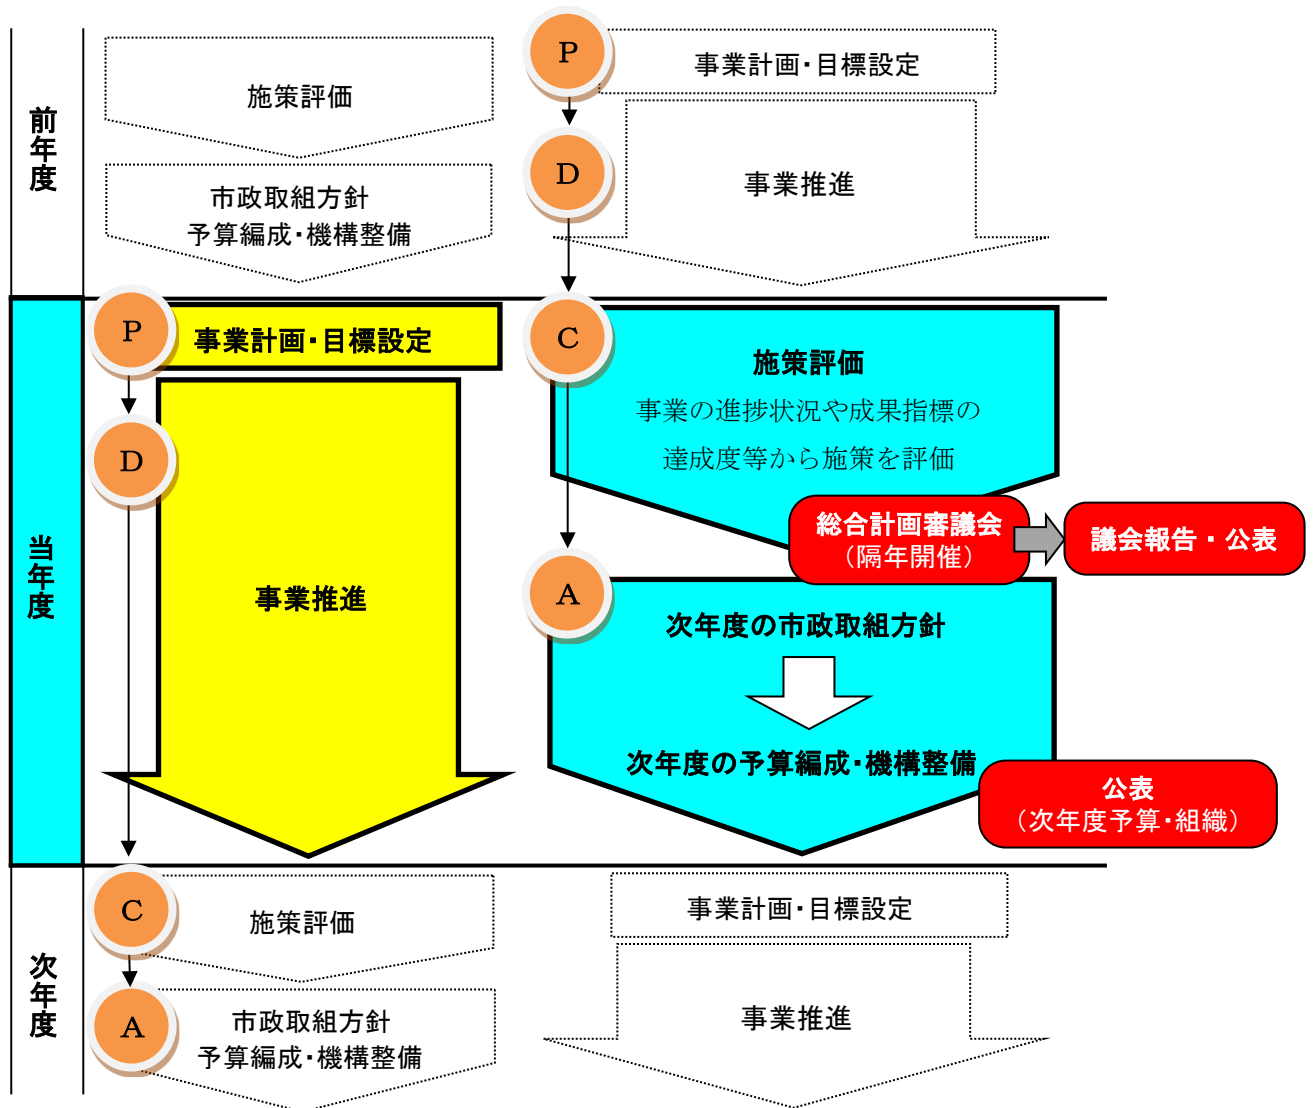 前年度
施策評価
市政取組方針
予算編成・機構整備
P
事業計画・目標設定
D
事業推進
当年度
P
事業計画・目標設定
D
事業推進
C
施策評価
事業の進捗状況や成果指標の
達成度等から施策を評価
総合計画審議会
（隔年開催）
議会報告・公表
A
次年度の市政取組方針
次年度の予算編成・機構整備
公表
（次年度予算・組織）
次年度
C
施策評価
A
市政取組方針
予算編成・機構整備
事業計画・目標設定
事業推進